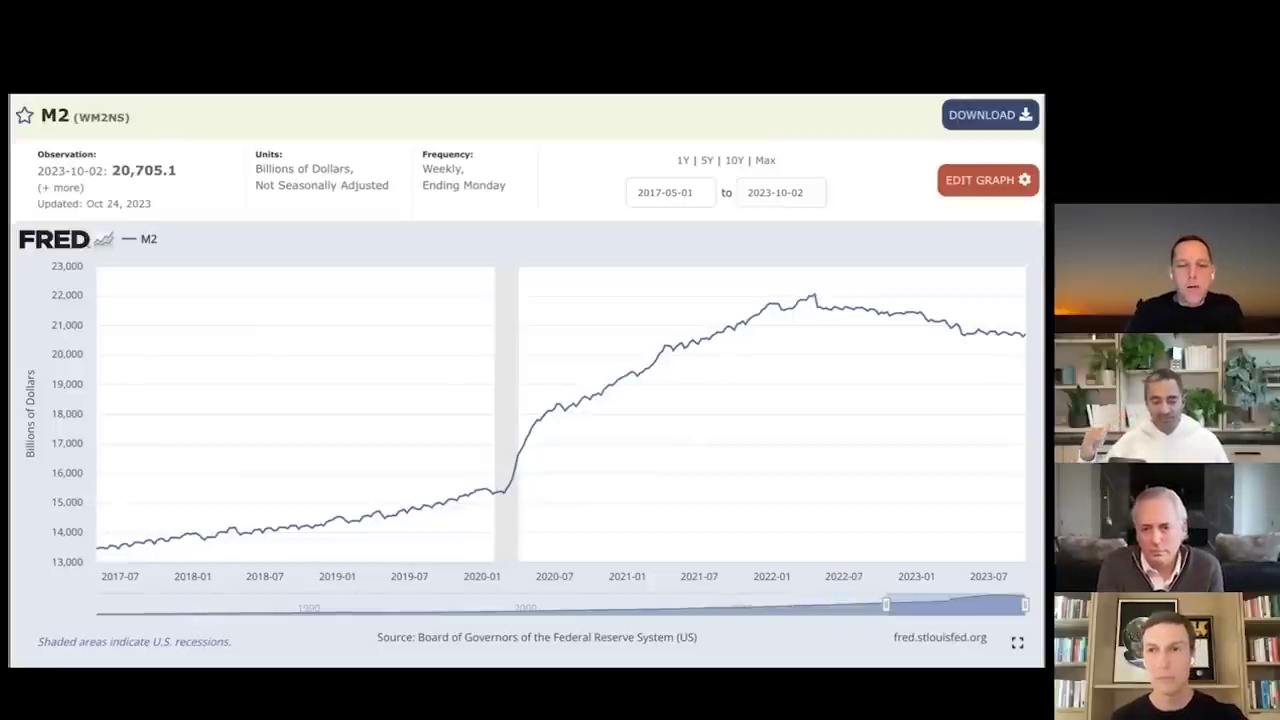 M2 (WM2NS)
DOWNLOAD
Observation:
2023-10-02: 20,705.1
(+ more)
Updated: Oct 24, 2023
Units:
Billions of Dollars,
Not Seasonally Adjusted
Frequency:
Weekly,
Ending Monday
1Y | 5Y | 10Y | Max
2017-05-01 to 2023-10-02
EDIT GRAPH
FRED — M2
23,000
22,000
21,000
20,000
19,000
18,000
17,000
16,000
15,000
14,000
13,000
Billions of Dollars
2017-07 2018-01 2018-07 2019-01 2019-07 2020-01 2020-07 2021-01 2021-07 2022-01 2022-07 2023-01 2023-07
1990 2000
Shaded areas indicate U.S. recessions.
Source: Board of Governors of the Federal Reserve System (US)
fred.stlouisfed.org